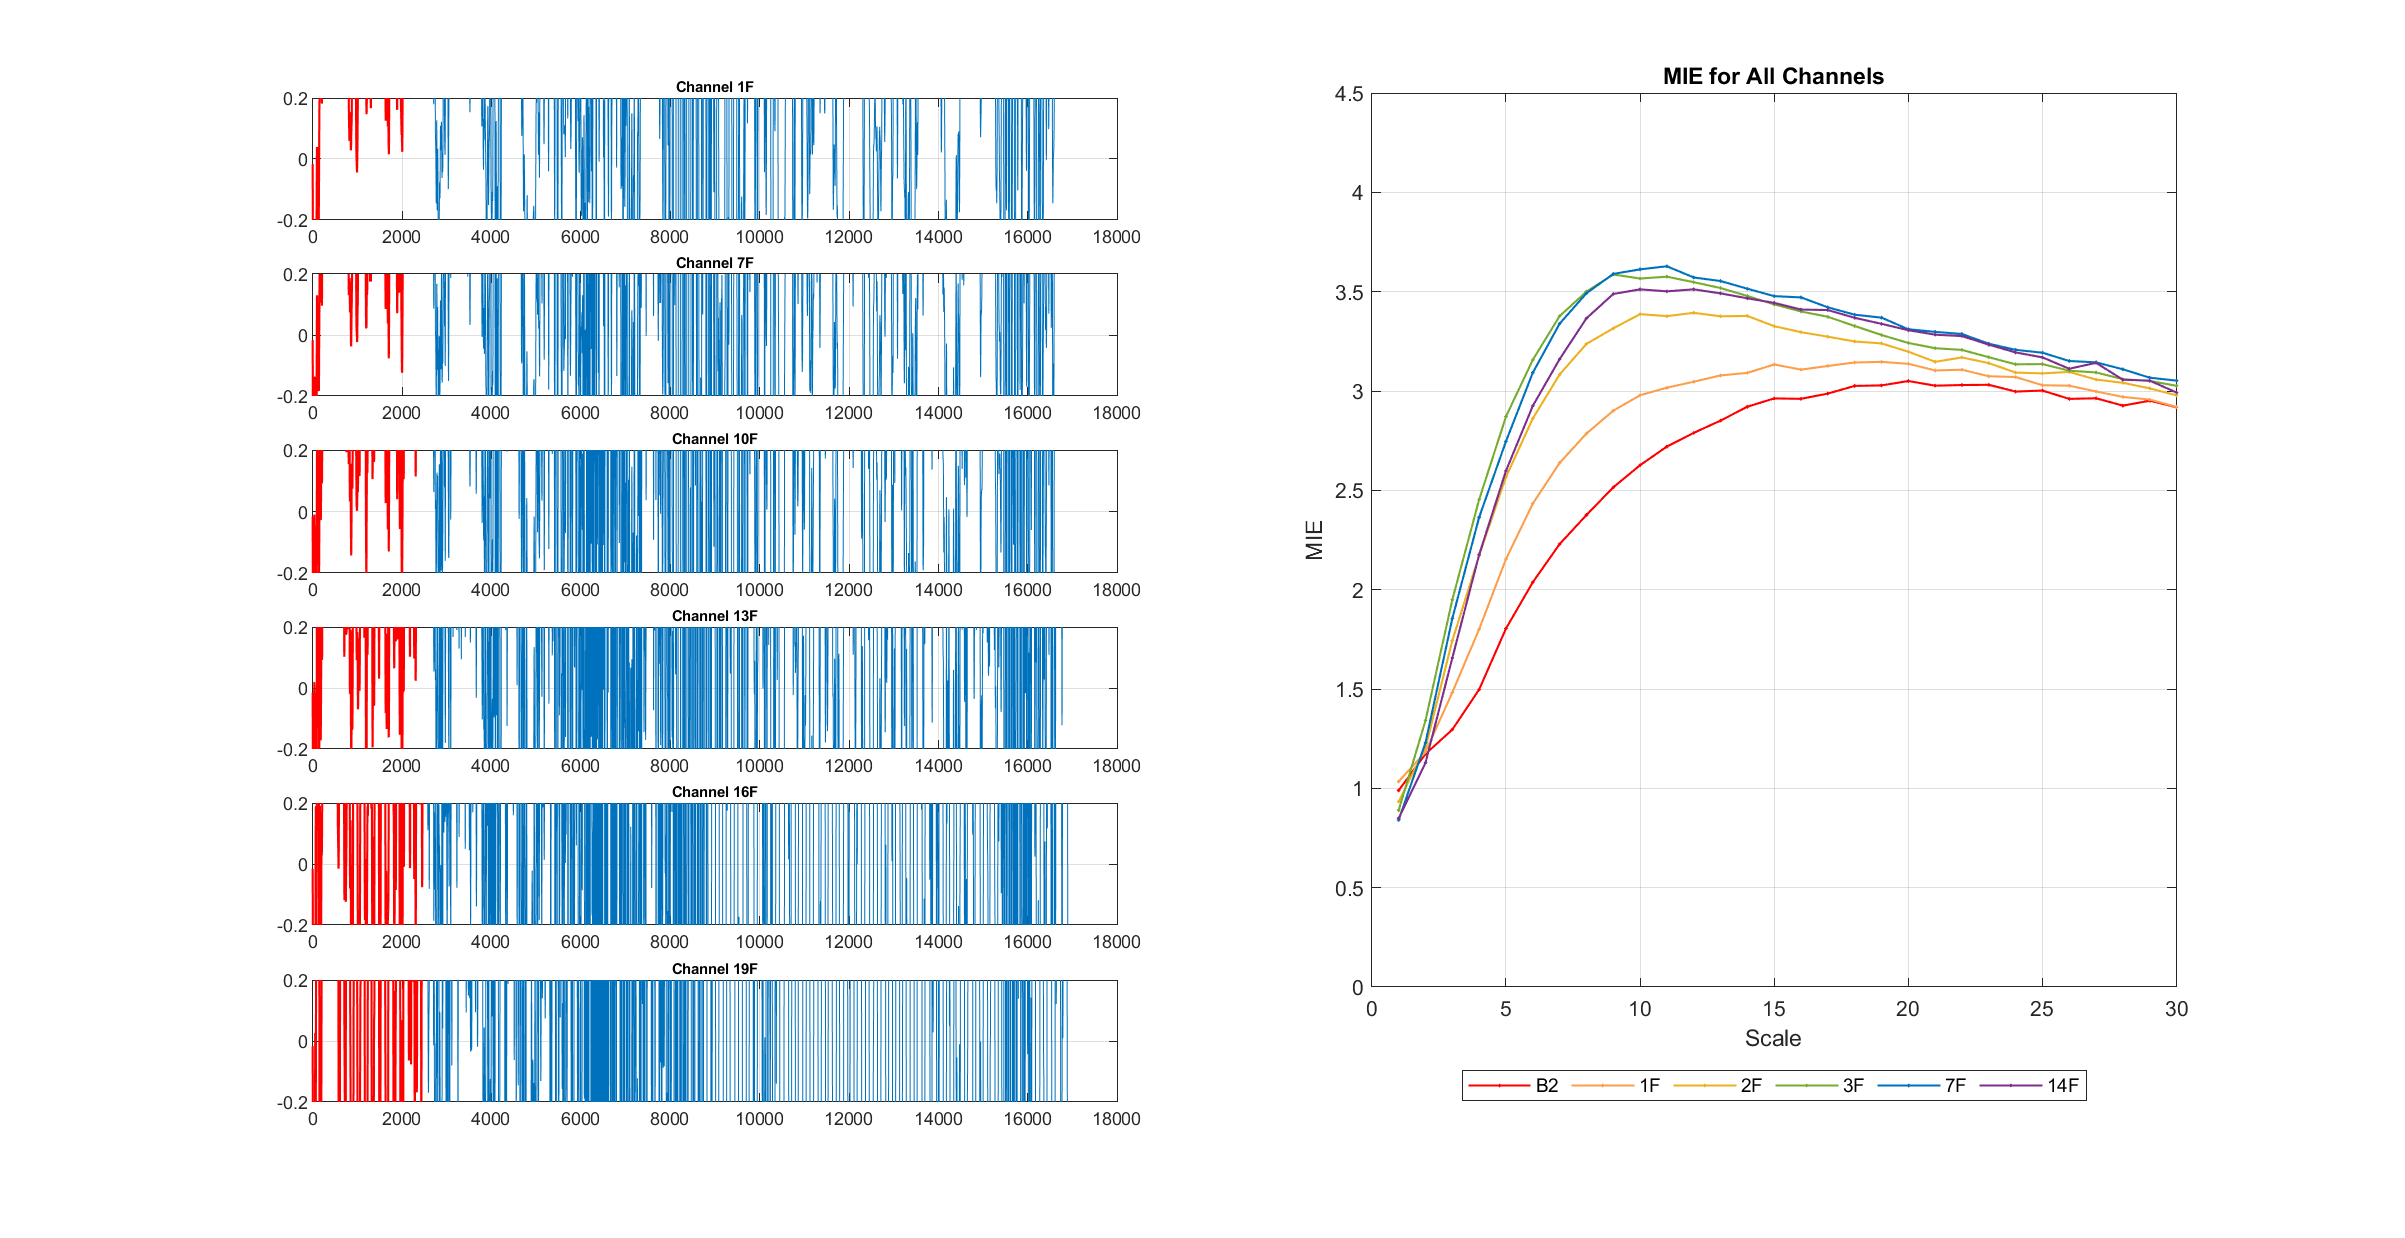 Channel 1F
0.2
0
-0.2
0 2000 4000 6000 8000 10000 12000 14000 16000 18000
Channel 7F
0.2
0
-0.2
0 2000 4000 6000 8000 10000 12000 14000 16000 18000
Channel 10F
0.2
0
-0.2
0 2000 4000 6000 8000 10000 12000 14000 16000 18000
Channel 13F
0.2
0
-0.2
0 2000 4000 6000 8000 10000 12000 14000 16000 18000
Channel 16F
0.2
0
-0.2
0 2000 4000 6000 8000 10000 12000 14000 16000 18000
Channel 19F
0.2
0
-0.2
0 2000 4000 6000 8000 10000 12000 14000 16000 18000
MIE for All Channels
4.5
4
3.5
3
2.5
2
1.5
1
0.5
0
MIE
0 5 10 15 20 25 30
Scale
B2 1F 2F 3F 7F 14F